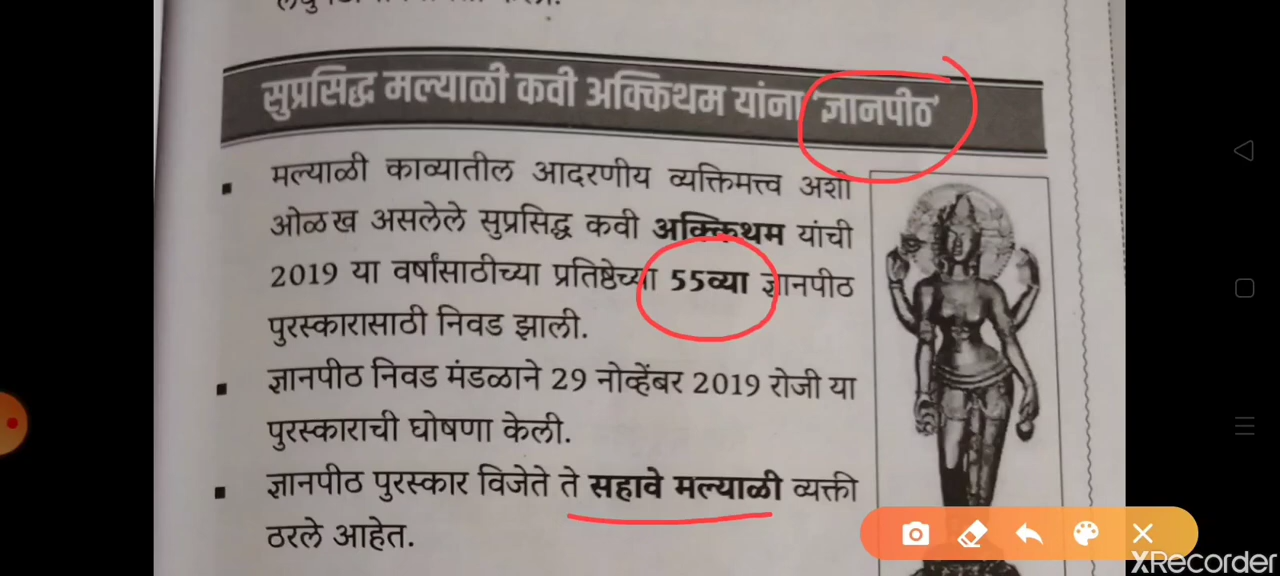 सुप्रसिद्ध मल्याळी कवी अक्किथम यांना 'ज्ञानपीठ'
▪ मल्याळी काव्यातील आदरणीय व्यक्तिमत्त्व अशी
ओळख असलेले सुप्रसिद्ध कवी अक्किथम यांची
2019 या वर्षासाठीच्या प्रतिष्ठेच्या 55व्या ज्ञानपीठ
पुरस्कारासाठी निवड झाली.
▪ ज्ञानपीठ निवड मंडळाने 29 नोव्हेंबर 2019 रोजी या
पुरस्काराची घोषणा केली.
▪ ज्ञानपीठ पुरस्कार विजेते ते सहावे मल्याळी व्यक्ती
ठरले आहेत.
XRecorder